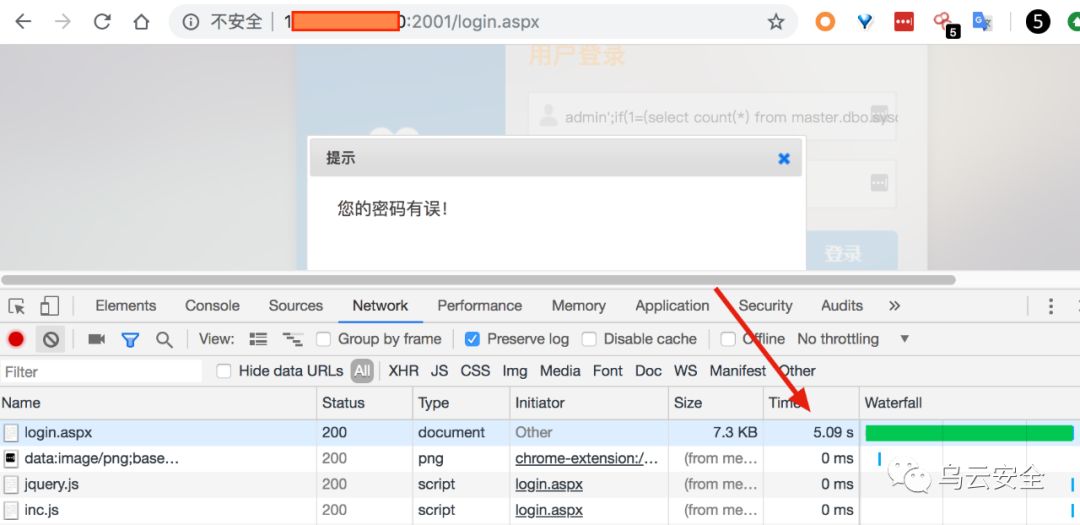 不安全 1 0:2001/login.aspx
5
5
用户登录
admin';if(1=(select count(*) from master.dbo.sysc
提示
您的密码有误!
登录
Elements Console Sources Network Performance Memory Application Security Audits
View: Group by frame Preserve log Disable cache Offline No throttling
Filter Hide data URLs All XHR JS CSS Img Media Font Doc WS Manifest Other
Name Status Type Initiator Size Time Waterfall
login.aspx 200 document Other 7.3 KB 5.09 s
data:image/png;base… 200 png chrome-extension:/… (from me… 0 ms
jquery.js 200 script login.aspx (from me… 0 ms
inc.js 200 script login.aspx (from me… 0 ms
乌云安全